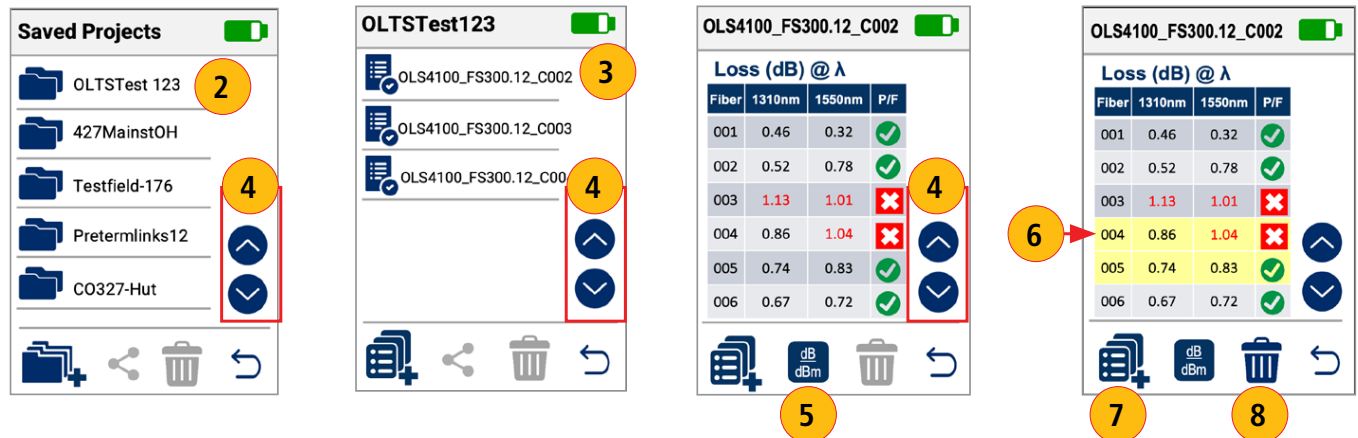 Saved Projects
OLTSTest 123
2
427MainstOH
Testfield-176
4
Pretermlinks12
CO327-Hut
OLTSTest123
OLS4100_FS300.12_C002
3
OLS4100_FS300.12_C003
OLS4100_FS300.12_C00
4
OLS4100_FS300.12_C002
Loss (dB) @ λ
Fiber 1310nm 1550nm P/F
001 0.46 0.32
002 0.52 0.78
003 1.13 1.01
4
004 0.86 1.04
005 0.74 0.83
006 0.67 0.72
dB
dBm
5
OLS4100_FS300.12_C002
Loss (dB) @ λ
Fiber 1310nm 1550nm P/F
001 0.46 0.32
002 0.52 0.78
003 1.13 1.01
6
004 0.86 1.04
005 0.74 0.83
006 0.67 0.72
dB
dBm
7
8